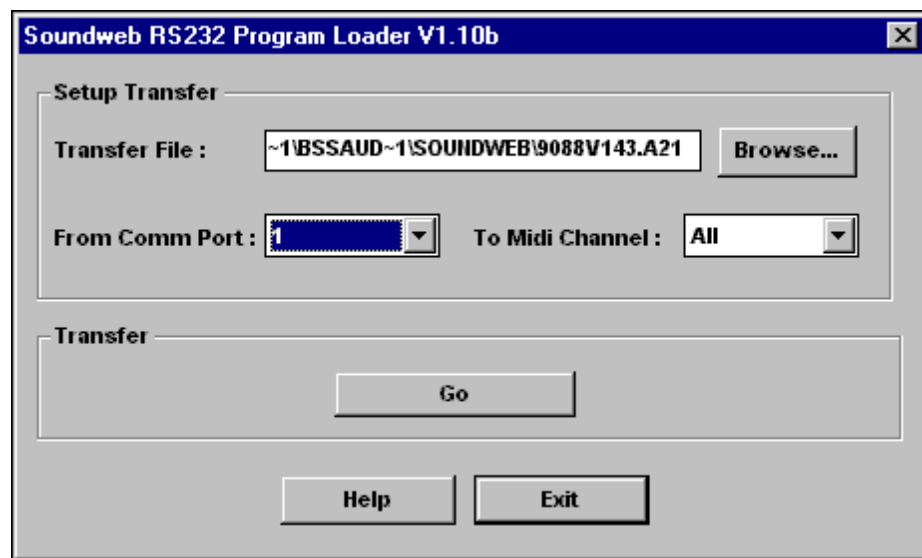 Soundweb RS232 Program Loader V1.10b
Setup Transfer
Transfer File : ~1\BSSAUD~1\SOUNDWEB\9088V143.A21 Browse...
From Comm Port : 1 To Midi Channel : All
Transfer
Go
Help Exit